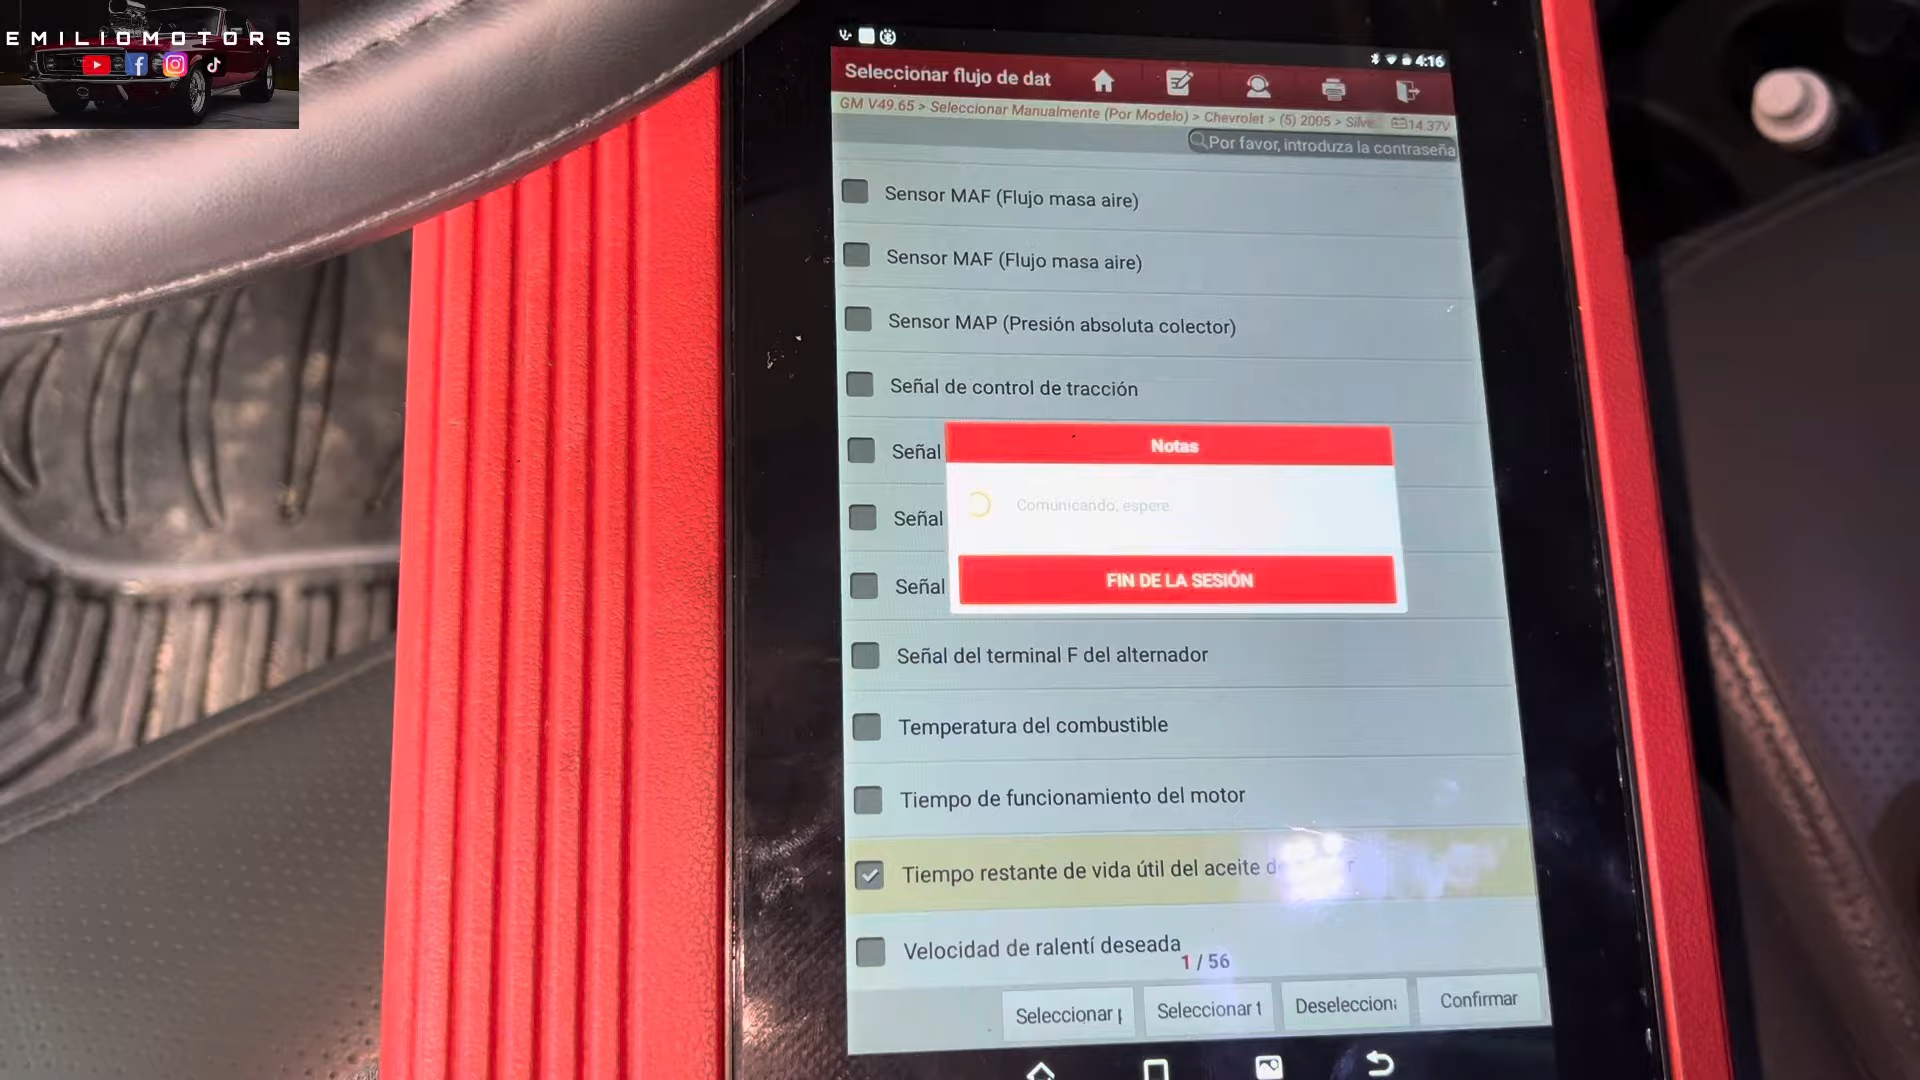 EMILIOMOTORS
4:16
Seleccionar flujo de dat
GM V49.65 > Seleccionar Manualmente (Por Modelo) > Chevrolet > (5) 2005 > Silve
14.37V
Por favor, introduza la contraseña
Sensor MAF (Flujo masa aire)
Sensor MAF (Flujo masa aire)
Sensor MAP (Presión absoluta colector)
Señal de control de tracción
Señal
Señal
Señal
Notas
Comunicando, espere.
FIN DE LA SESIÓN
Señal del terminal F del alternador
Temperatura del combustible
Tiempo de funcionamiento del motor
Tiempo restante de vida útil del aceite
Velocidad de ralentí deseada
1 / 56
Seleccionar
Seleccionar
Deselecciona
Confirmar